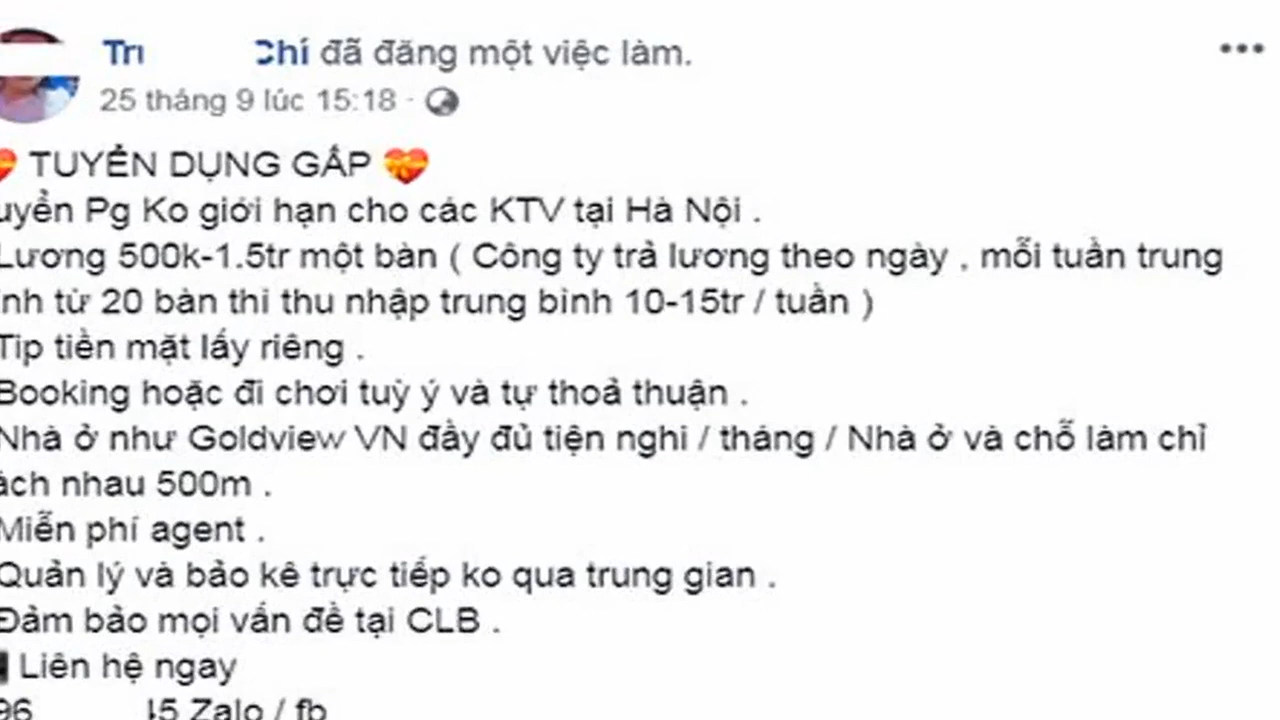 Trı Chí đã đăng một việc làm.
25 tháng 9 lúc 15:18 ·
TUYỂN DỤNG GẤP
uyển Pg Ko giới hạn cho các KTV tại Hà Nội .
Lương 500k-1.5tr một bàn ( Công ty trả lương theo ngày , mỗi tuần trung
ình từ 20 bàn thì thu nhập trung bình 10-15tr / tuần )
Tip tiền mặt lấy riêng .
Booking hoặc đi chơi tuỳ ý và tự thoả thuận .
Nhà ở như Goldview VN đầy đủ tiện nghi / tháng / Nhà ở và chỗ làm chỉ
ách nhau 500m .
Miễn phí agent .
Quản lý và bảo kê trực tiếp ko qua trung gian .
Đảm bảo mọi vấn đề tại CLB .
Liên hệ ngay
96 45 Zalo / fb